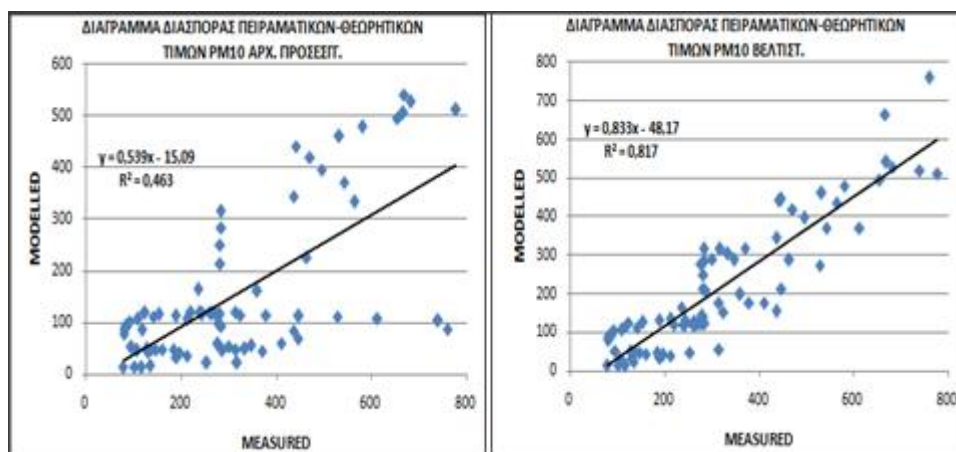 ΔΙΑΓΡΑΜΜΑ ΔΙΑΣΠΟΡΑΣ ΠΕΙΡΑΜΑΤΙΚΩΝ-ΘΕΩΡΗΤΙΚΩΝ
ΤΙΜΩΝ PM10 ΑΡΧ. ΠΡΟΣΕΓΓ.
600
500
400
300
200
100
0
MODELLED
y = 0,539x - 15,09
R² = 0,463
0 200 400 600 800
MEASURED
ΔΙΑΓΡΑΜΜΑ ΔΙΑΣΠΟΡΑΣ ΠΕΙΡΑΜΑΤΙΚΩΝ-ΘΕΩΡΗΤΙΚΩΝ
ΤΙΜΩΝ PM10 ΒΕΛΤΙΣΤ.
800
700
600
500
400
300
200
100
0
MODELLED
y = 0,833x - 48,17
R² = 0,817
0 200 400 600 800
MEASURED